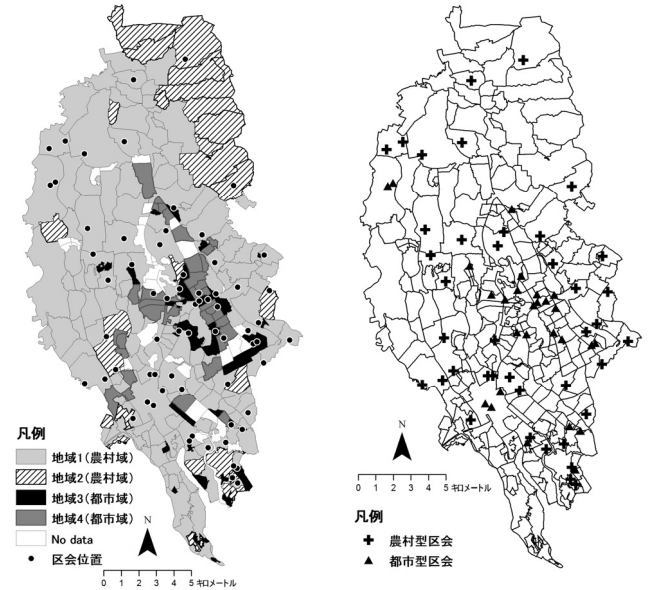 凡例
地域1(農村域)
地域2(農村域)
地域3(都市域)
地域4(都市域)
No data
区会位置
N
0 1 2 3 4 5 キロメートル
N
0 1 2 3 4 5 キロメートル
凡例
農村型区会
都市型区会